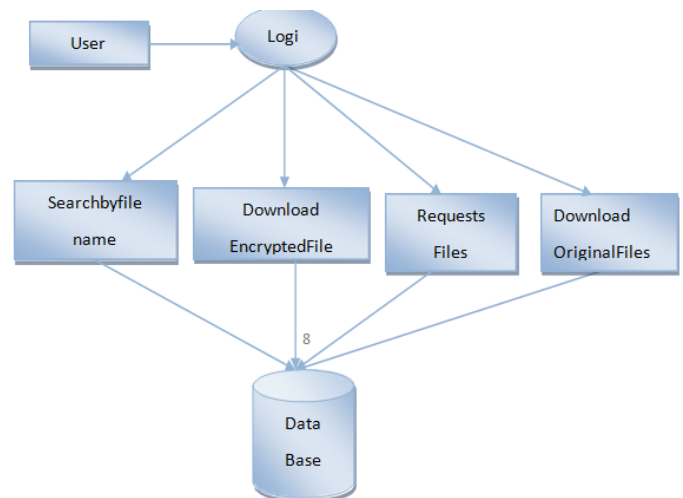 User
Logi
Searchbyfile
name
Download
EncryptedFile
Requests
Files
Download
OriginalFiles
8
Data
Base